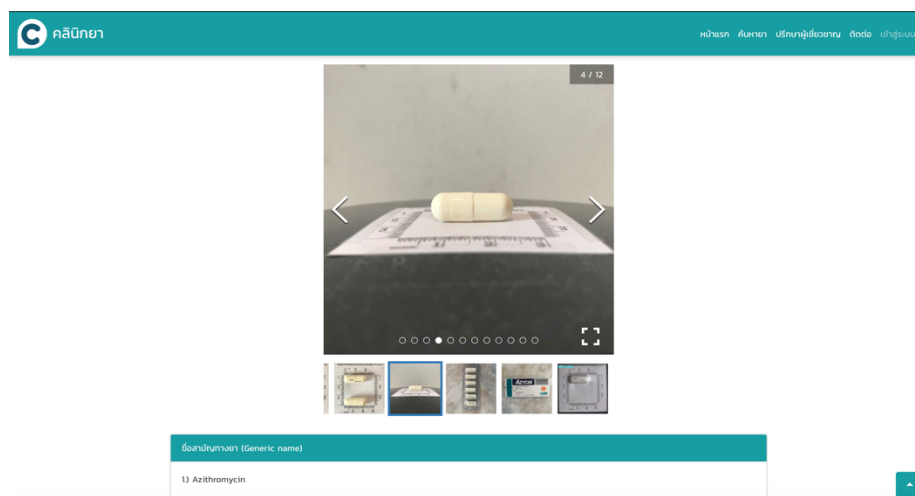 คลินิกยา
หน้าแรก ค้นหายา ปรึกษาผู้เชี่ยวชาญ ติดต่อ เข้าสู่ระบบ
4 / 12
AZYCIN
ชื่อสามัญทางยา (Generic name)
1.) Azithromycin